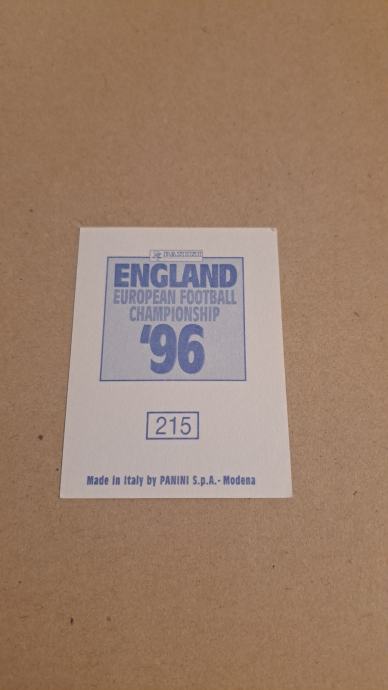 PANINI
ENGLAND
EUROPEAN FOOTBALL
CHAMPIONSHIP
'96
215
Made in Italy by PANINI S.p.A.- Modena